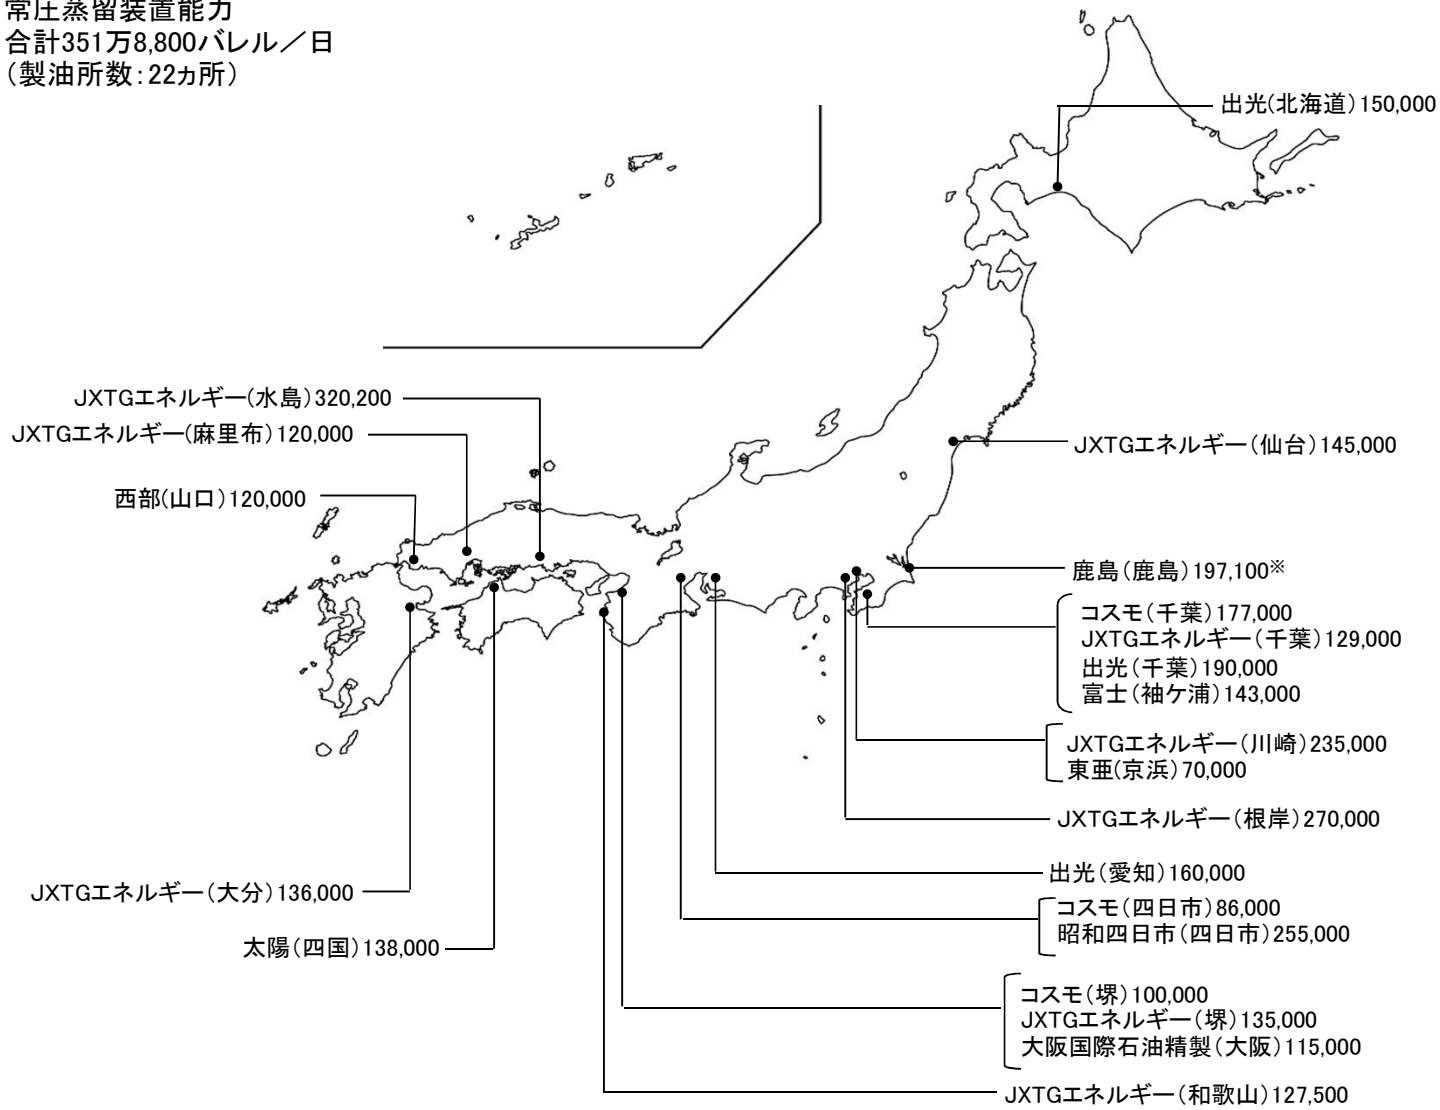 常圧蒸留装置能力
合計351万8,800バレル／日
（製油所数：22ヵ所）
出光（北海道）150,000
JXTGエネルギー（水島）320,200
JXTGエネルギー（麻里布）120,000
西部（山口）120,000
JXTGエネルギー（仙台）145,000
鹿島（鹿島）197,100※
コスモ（千葉）177,000
JXTGエネルギー（千葉）129,000
出光（千葉）190,000
富士（袖ケ浦）143,000
JXTGエネルギー（川崎）235,000
東亜（京浜）70,000
JXTGエネルギー（根岸）270,000
出光（愛知）160,000
JXTGエネルギー（大分）136,000
コスモ（四日市）86,000
昭和四日市（四日市）255,000
太陽（四国）138,000
コスモ（堺）100,000
JXTGエネルギー（堺）135,000
大阪国際石油精製（大阪）115,000
JXTGエネルギー（和歌山）127,500